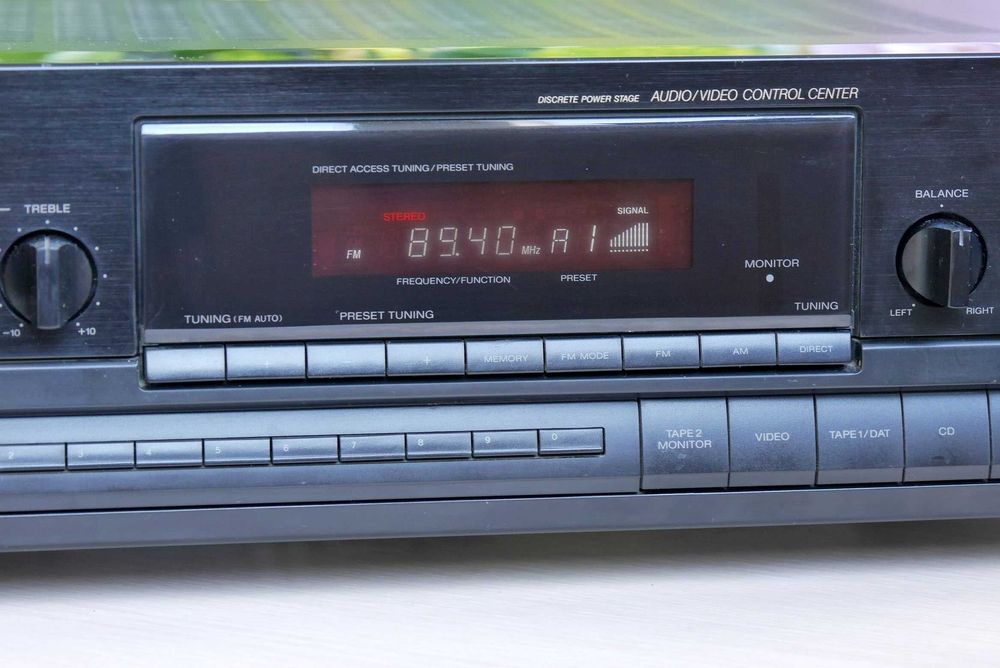 DISCRETE POWER STAGE AUDIO/VIDEO CONTROL CENTER
DIRECT ACCESS TUNING/PRESET TUNING
TREBLE
-10 +10
STEREO
SIGNAL
FM 89.40 MHz A1
FREQUENCY/FUNCTION PRESET
MONITOR
TUNING (FM AUTO) PRESET TUNING TUNING
BALANCE
LEFT RIGHT
- + - + MEMORY FM MODE FM AM DIRECT
2 3 4 5 6 7 8 9 0
TAPE 2
MONITOR
VIDEO
TAPE 1/DAT
CD